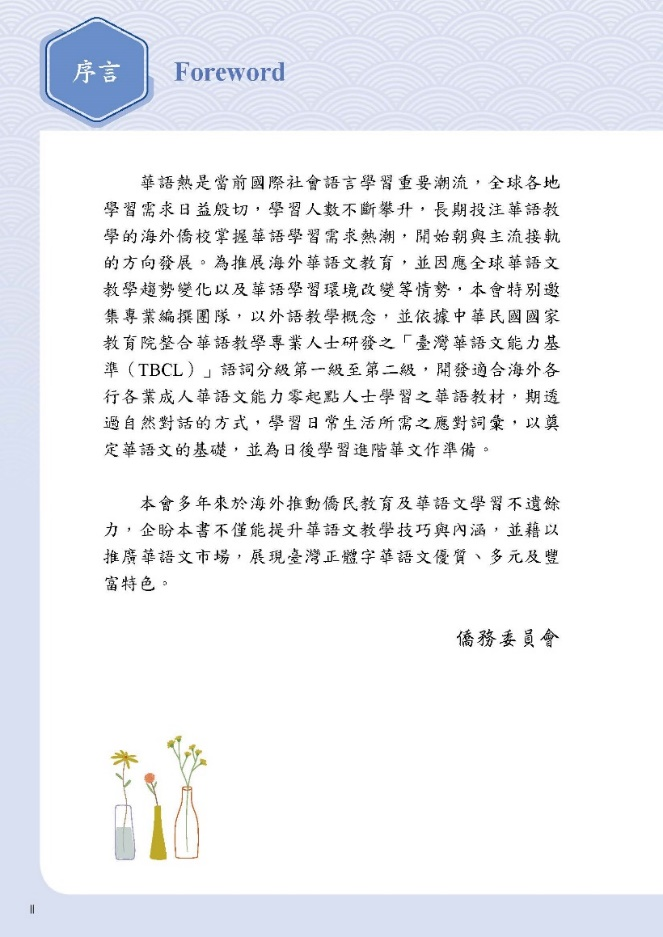 序言
Foreword
華語熱是當前國際社會語言學習重要潮流，全球各地
學習需求日益殷切，學習人數不斷攀升，長期投注華語教
學的海外僑校掌握華語學習需求熱潮，開始朝與主流接軌
的方向發展。為推展海外華語文教育，並因應全球華語文
教學趨勢變化以及華語學習環境改變等情勢，本會特別邀
集專業編撰團隊，以外語教學概念，並依據中華民國國家
教育院整合華語教學專業人士研發之「臺灣華語文能力基
準（TBCL）」語詞分級第一級至第二級，開發適合海外各
行各業成人華語文能力零起點人士學習之華語教材，期透
過自然對話的方式，學習日常生活所需之應對詞彙，以奠
定華語文的基礎，並為日後學習進階華文作準備。
本會多年來於海外推動僑民教育及華語文學習不遺餘
力，企盼本書不僅能提升華語文教學技巧與內涵，並藉以
推廣華語文市場，展現臺灣正體字華語文優質、多元及豐
富特色。
僑務委員會
II